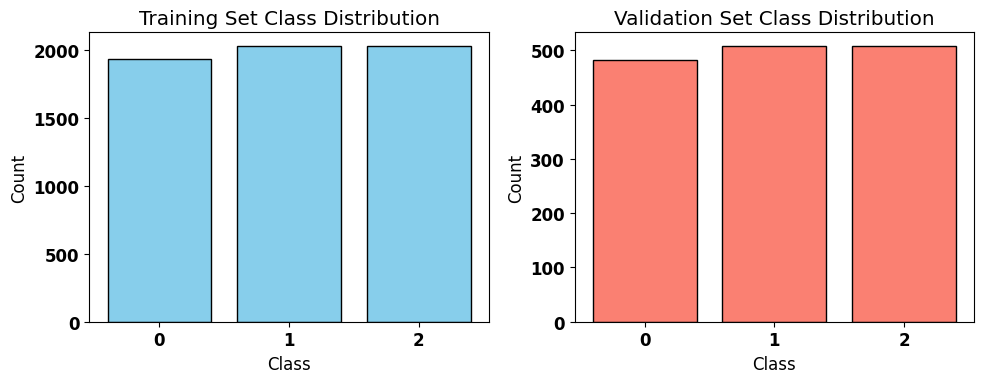 Training Set Class Distribution
Count
2000
1500
1000
500
0
0 1 2
Class
Validation Set Class Distribution
Count
500
400
300
200
100
0
0 1 2
Class